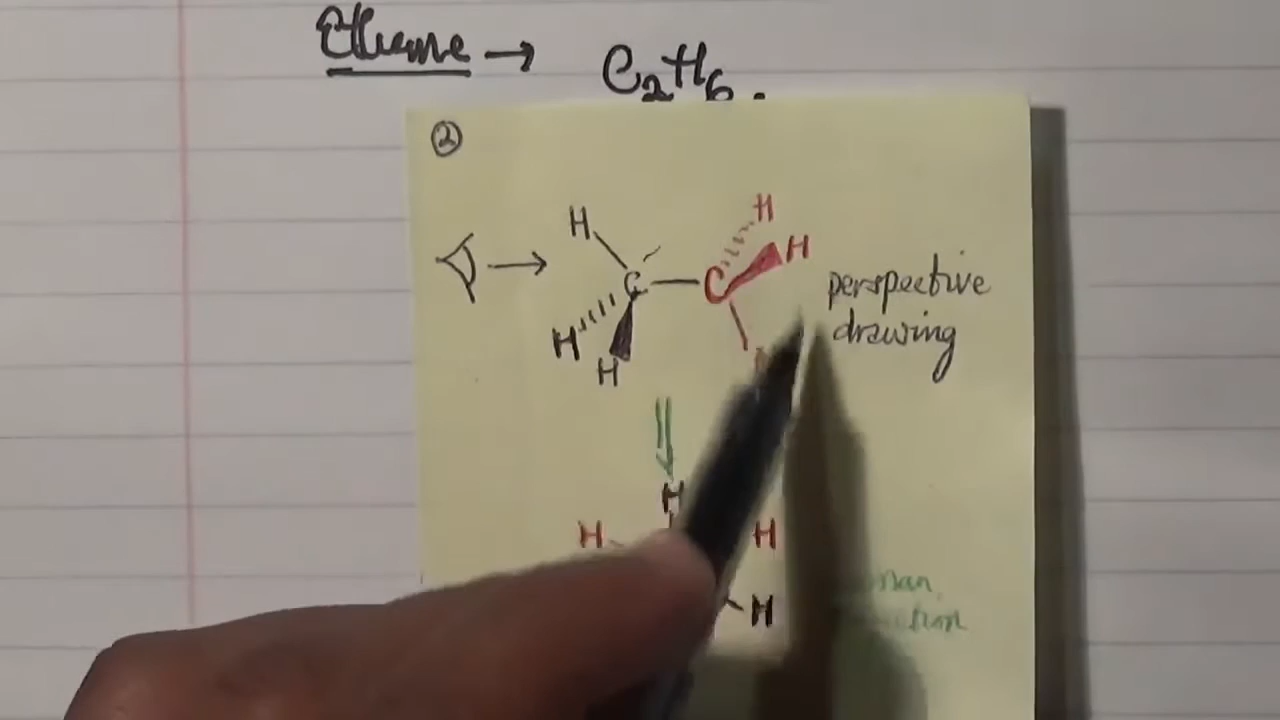 Ethane → C₂H₆.
②
H H
H
C C
H
H
perspective
drawing
H
H H
H